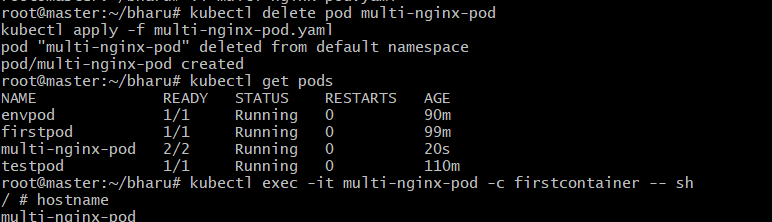 root@master:~/bharu# kubectl delete pod multi-nginx-pod
kubectl apply -f multi-nginx-pod.yaml
pod "multi-nginx-pod" deleted from default namespace
pod/multi-nginx-pod created
root@master:~/bharu# kubectl get pods
NAME READY STATUS RESTARTS AGE
envpod 1/1 Running 0 90m
firstpod 1/1 Running 0 99m
multi-nginx-pod 2/2 Running 0 20s
testpod 1/1 Running 0 110m
root@master:~/bharu# kubectl exec -it multi-nginx-pod -c firstcontainer -- sh
/ # hostname
multi-nginx-pod